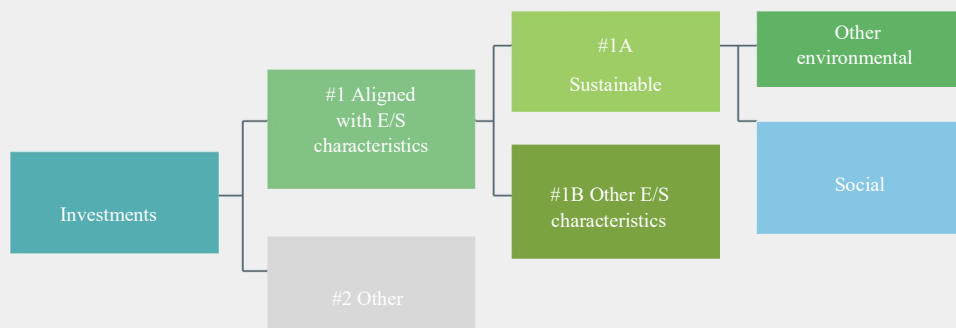 Investments
#1 Aligned
with E/S
characteristics
#2 Other
#1A
Sustainable
#1B Other E/S
characteristics
Other
environmental
Social